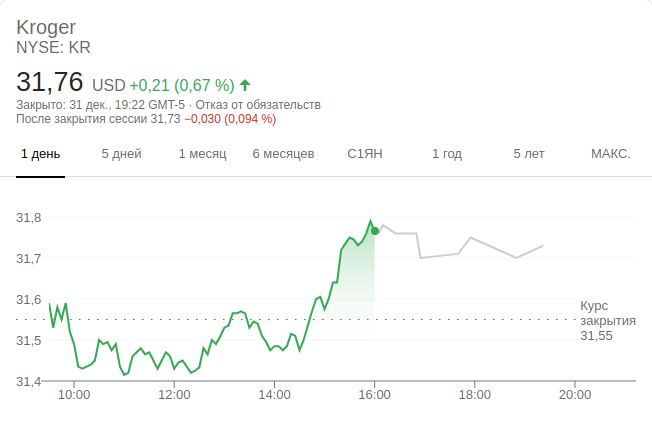 Kroger
NYSE: KR
31,76 USD +0,21 (0,67 %)
Закрыто: 31 дек., 19:22 GMT-5 · Отказ от обязательств
После закрытия сессии 31,73 −0,030 (0,094 %)
1 день 5 дней 1 месяц 6 месяцев С1ЯН 1 год 5 лет МАКС.
31,8
31,7
31,6
Курс
закрытия
31,55
31,5
31,4
10:00 12:00 14:00 16:00 18:00 20:00